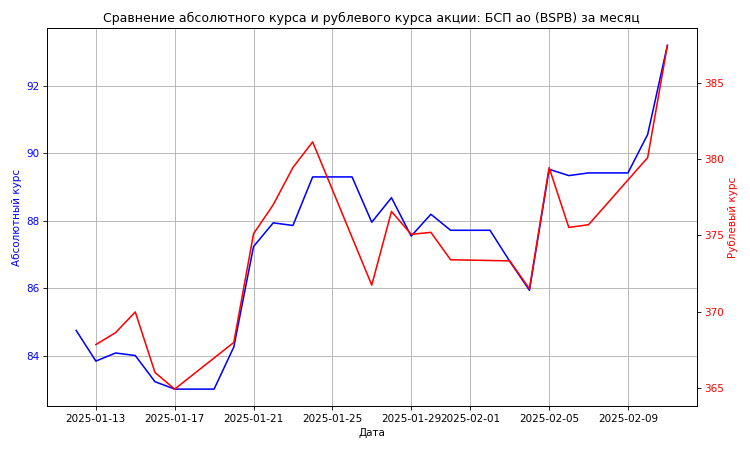 Сравнение абсолютного курса и рублевого курса акции: БСП ао (BSPB) за месяц
Абсолютный курс
92
90
88
86
84
385
380
375
370
365
Рублевый курс
2025-01-13 2025-01-17 2025-01-21 2025-01-25 2025-01-29 2025-02-01 2025-02-05 2025-02-09
Дата